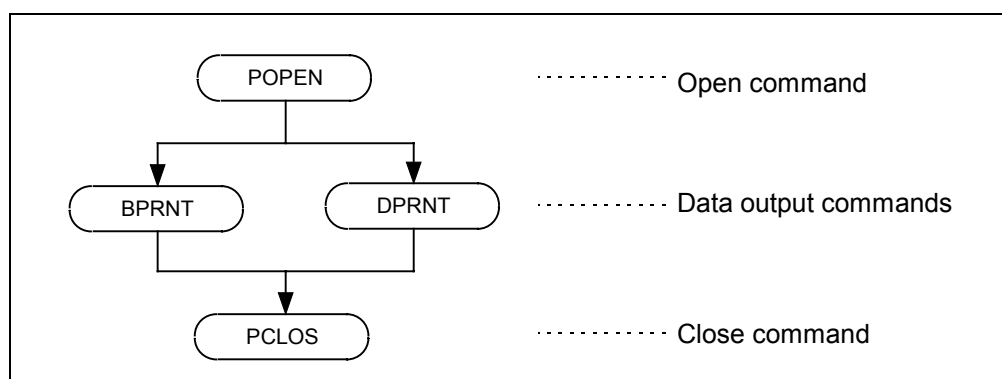 POPEN
Open command
BPRNT
DPRNT
Data output commands
PCLOS
Close command